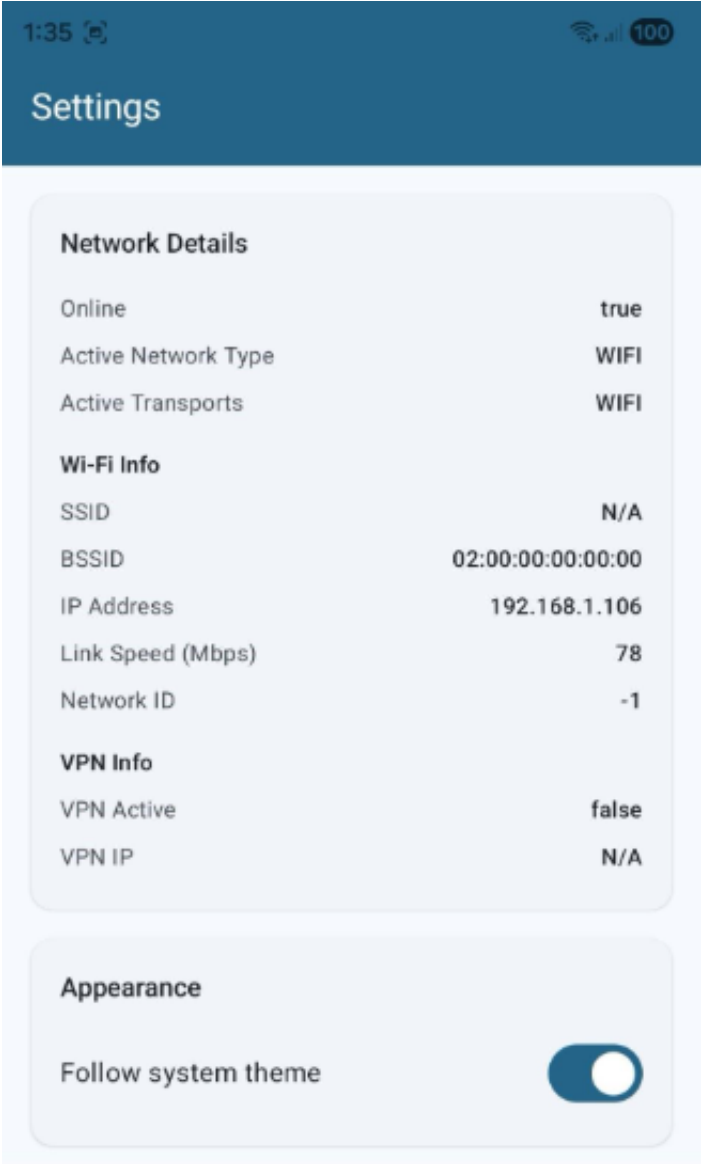 1:35 100
Settings
Network Details
Online true
Active Network Type WIFI
Active Transports WIFI
Wi-Fi Info
SSID N/A
BSSID 02:00:00:00:00:00
IP Address 192.168.1.106
Link Speed (Mbps) 78
Network ID -1
VPN Info
VPN Active false
VPN IP N/A
Appearance
Follow system theme